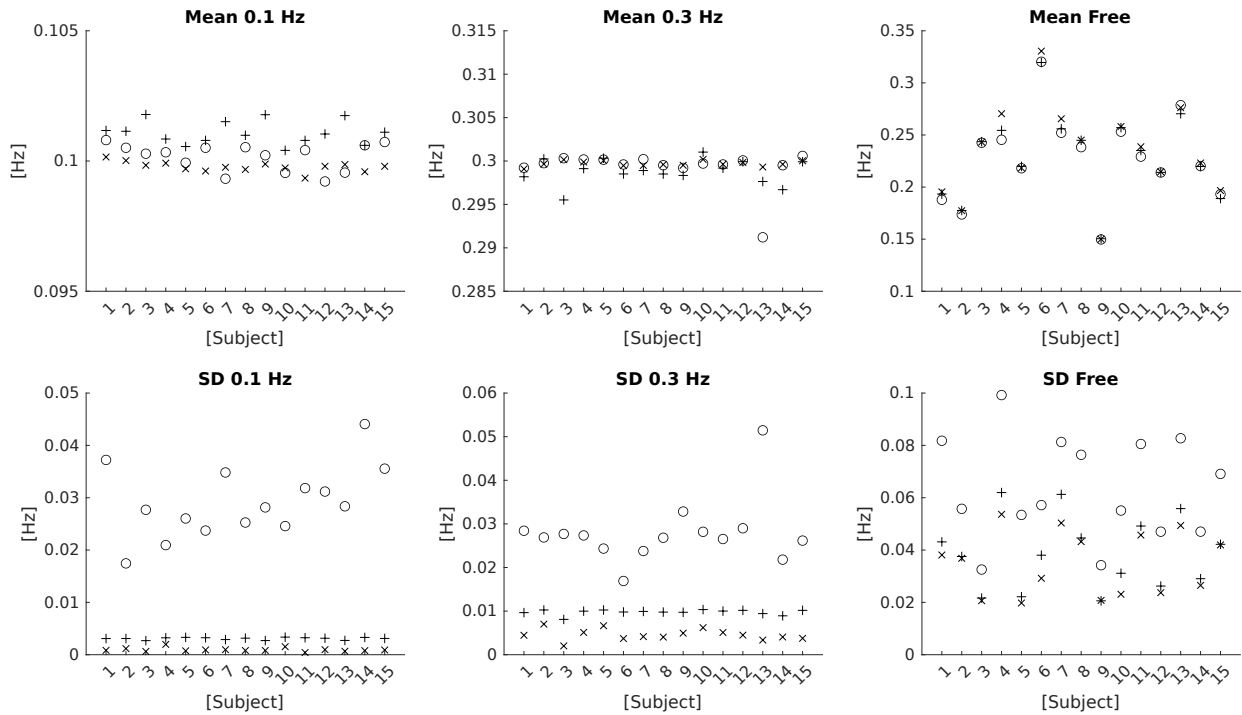 Mean 0.1 Hz
0.105
0.1
0.095
[Hz]
1 2 3 4 5 6 7 8 9 10 11 12 13 14 15
[Subject]
Mean 0.3 Hz
0.315
0.31
0.305
0.3
0.295
0.29
0.285
[Hz]
1 2 3 4 5 6 7 8 9 10 11 12 13 14 15
[Subject]
Mean Free
0.35
0.3
0.25
0.2
0.15
0.1
[Hz]
1 2 3 4 5 6 7 8 9 10 11 12 13 14 15
[Subject]
SD 0.1 Hz
0.05
0.04
0.03
0.02
0.01
0
[Hz]
1 2 3 4 5 6 7 8 9 10 11 12 13 14 15
[Subject]
SD 0.3 Hz
0.06
0.05
0.04
0.03
0.02
0.01
0
[Hz]
1 2 3 4 5 6 7 8 9 10 11 12 13 14 15
[Subject]
SD Free
0.1
0.08
0.06
0.04
0.02
0
[Hz]
1 2 3 4 5 6 7 8 9 10 11 12 13 14 15
[Subject]